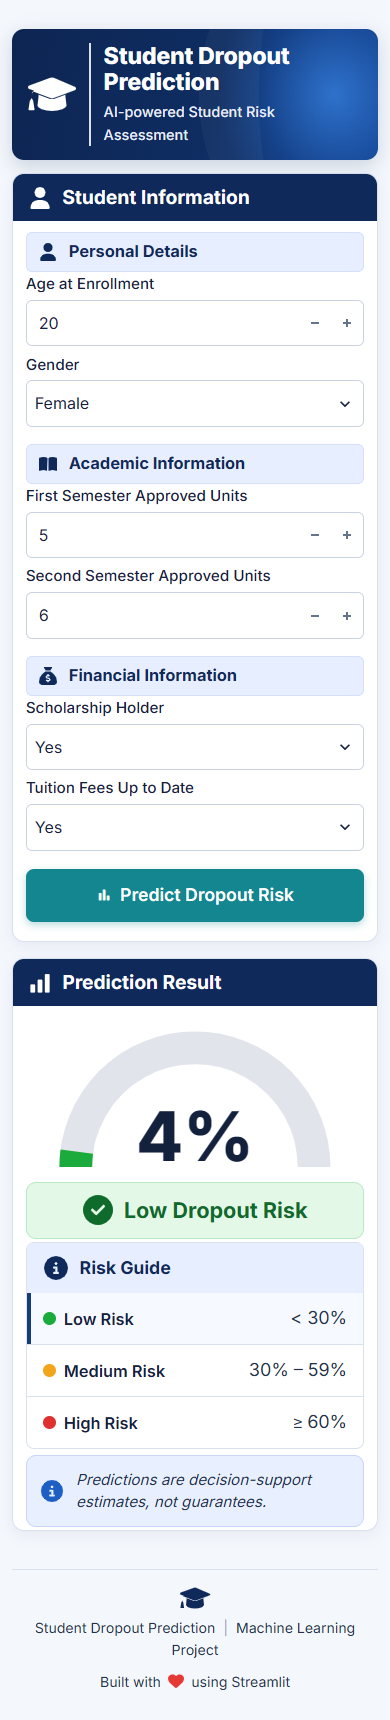 Student Dropout
Prediction
AI-powered Student Risk
Assessment
Student Information
Personal Details
Age at Enrollment
20
Gender
Female
Academic Information
First Semester Approved Units
5
Second Semester Approved Units
6
Financial Information
Scholarship Holder
Yes
Tuition Fees Up to Date
Yes
Predict Dropout Risk
Prediction Result
4%
Low Dropout Risk
Risk Guide
Low Risk < 30%
Medium Risk 30% – 59%
High Risk ≥ 60%
Predictions are decision-support
estimates, not guarantees.
Student Dropout Prediction | Machine Learning
Project
Built with ❤️ using Streamlit